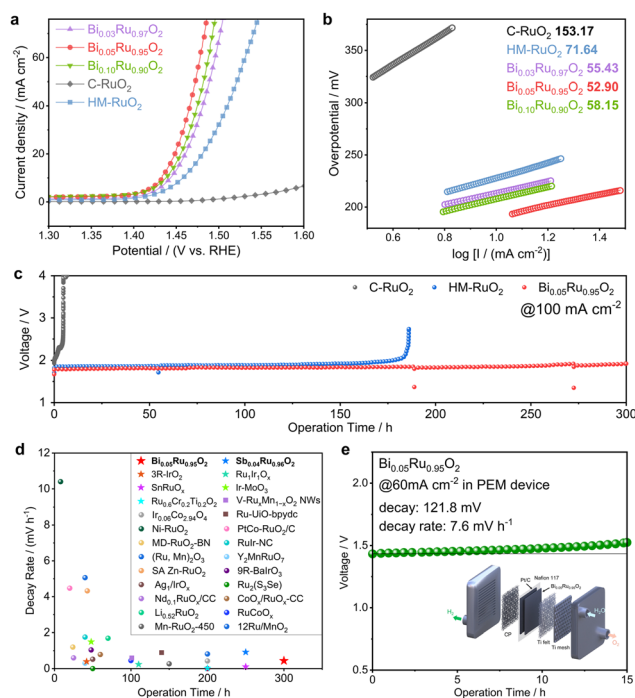 a
Bi0.03Ru0.97O2
Bi0.05Ru0.95O2
Bi0.10Ru0.90O2
C-RuO2
HM-RuO2
Current density / (mA cm-2)
60
40
20
0
1.30 1.35 1.40 1.45 1.50 1.55 1.60
Potential / (V vs. RHE)
b
C-RuO2 153.17
HM-RuO2 71.64
Bi0.03Ru0.97O2 55.43
Bi0.05Ru0.95O2 52.90
Bi0.10Ru0.90O2 58.15
Overpotential / mV
350
300
250
200
0.6 0.9 1.2 1.5
log [I / (mA cm-2)]
c
C-RuO2 HM-RuO2 Bi0.05Ru0.95O2
@100 mA cm-2
Voltage / V
4
3
2
1
0 50 100 150 200 250 300
Operation Time / h
d
Bi0.05Ru0.95O2 Sb0.04Ru0.96O2
3R-IrO2 Ru1Ir1Ox
SnRuOx Ir-MoO3
Ru0.6Cr0.2Ti0.2O2 V-RuxMn1-xO2 NWs
Ir0.06Co2.94O4 Ru-UiO-bpydc
Ni-RuO2 PtCo-RuO2/C
MD-RuO2-BN RuIr-NC
(Ru, Mn)2O3 Y2MnRuO7
SA Zn-RuO2 9R-BaIrO3
Ag1/IrOx Ru2(S2Se)
Nd0.1RuOx/CC CoOx/RuOx-CC
Li0.52RuO2 RuCoOx
Mn-RuO2-450 12Ru/MnO2
Decay Rate / (mV h-1)
12
10
8
6
4
2
0
0 50 100 150 200 250 300 350
Operation Time / h
e
Bi0.05Ru0.95O2
@60mA cm-2 in PEM device
decay: 121.8 mV
decay rate: 7.6 mV h-1
Voltage / V
2.5
2.0
1.5
1.0
0 5 10 15
Operation Time / h
Nafion 117
Pt/C
Bi0.05Ru0.95O2
H2
H2O
O2
CP
Ti felt
Ti mesh